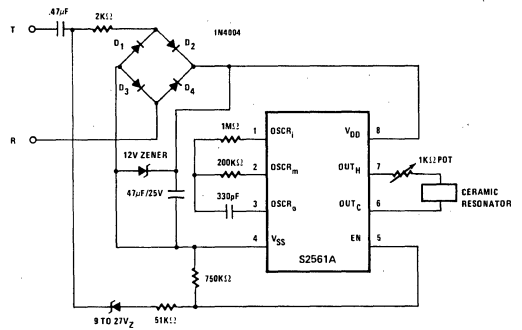 .47µF
2KΩ
1N4004
T
D1
D2
D3
D4
R
12V ZENER
47µF/25V
1MΩ
200KΩ
330pF
1 OSCRi
2 OSCRm
3 OSCRo
4 VSS
VDD 8
OUTH 7
OUTC 6
EN 5
S2561A
1KΩ POT
CERAMIC
RESONATOR
750KΩ
9 TO 27VZ
51KΩ